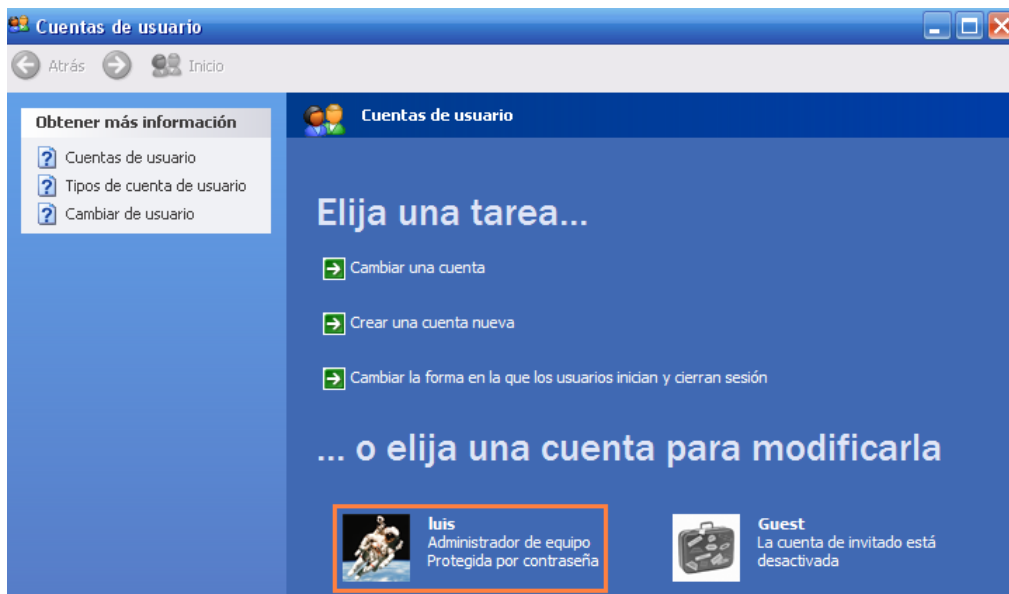 Cuentas de usuario
Atrás
Inicio
Obtener más información
Cuentas de usuario
Tipos de cuenta de usuario
Cambiar de usuario
Cuentas de usuario
Elija una tarea...
Cambiar una cuenta
Crear una cuenta nueva
Cambiar la forma en la que los usuarios inician y cierran sesión
... o elija una cuenta para modificarla
luis
Administrador de equipo
Protegida por contraseña
Guest
La cuenta de invitado está
desactivada